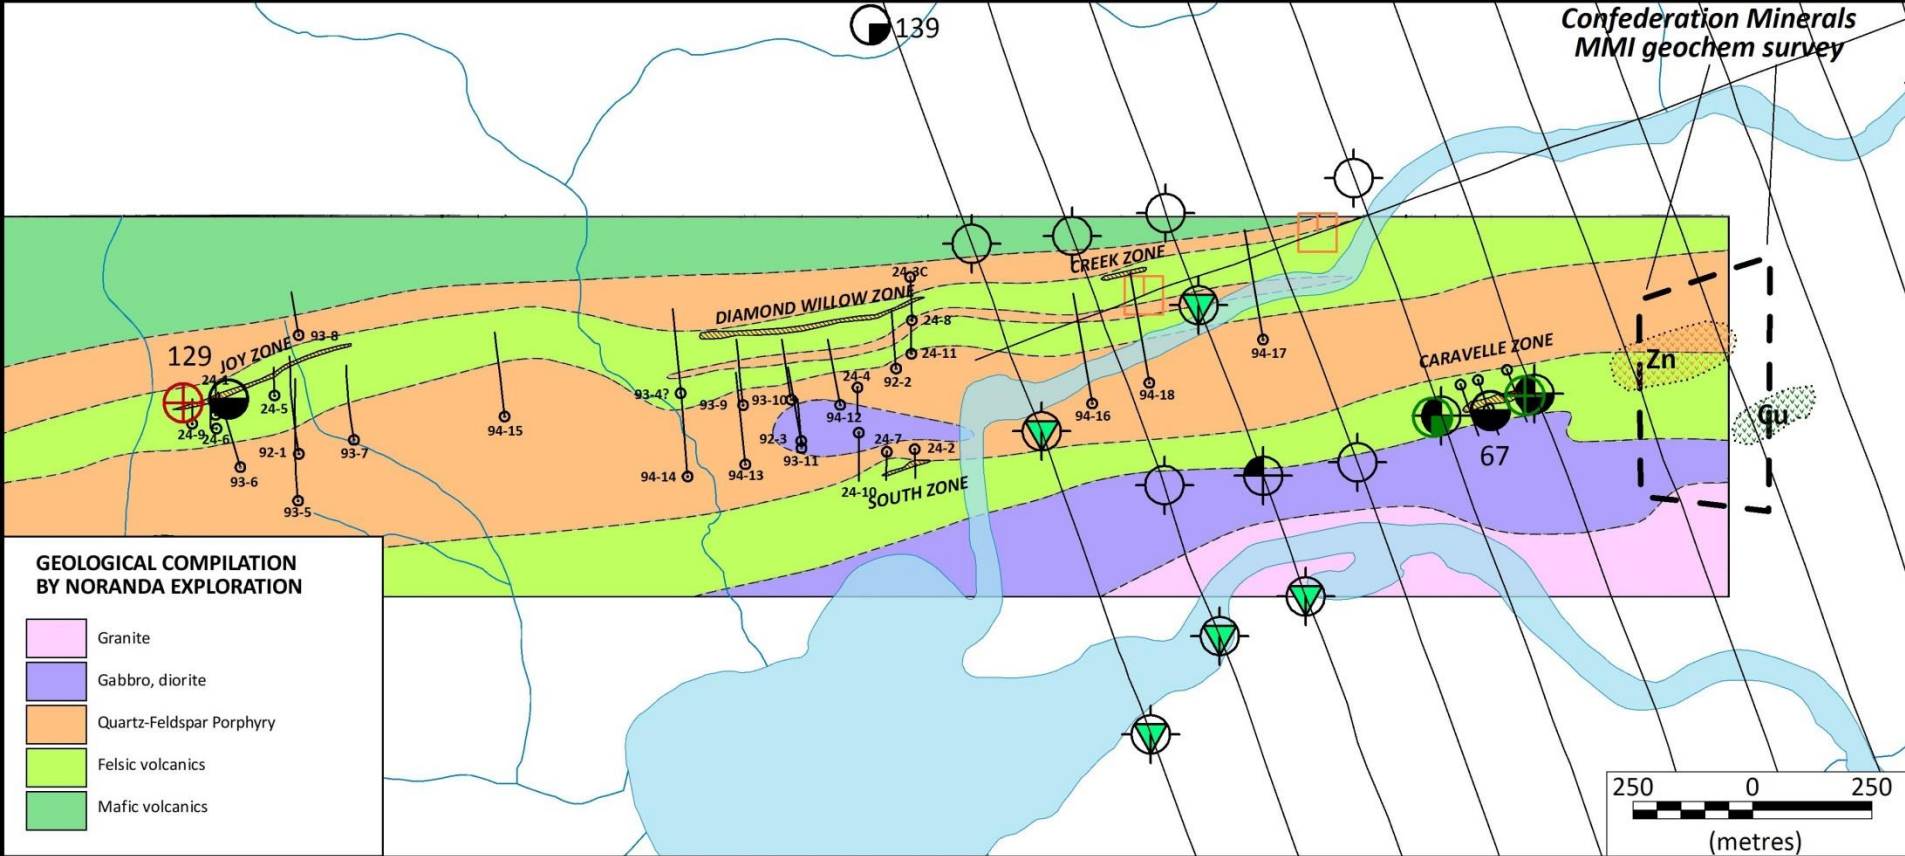 Confederation Minerals
MMI geochem survey
139
24-3C
CREEK ZONE
DIAMOND WILLOW ZONE
24-8
93-8
JOY ZONE
129
24-11
94-17
CARAVELLE ZONE
Zn
24-1
92-2
24-4
94-18
93-4?
93-9
93-10
24-5
94-12
94-16
Cu
24-9
24-6
94-15
92-1
93-7
92-3
93-11
24-7
24-2
67
93-6
94-14
94-13
24-10
SOUTH ZONE
93-5
GEOLOGICAL COMPILATION
BY NORANDA EXPLORATION
Granite
Gabbro, diorite
Quartz-Feldspar Porphyry
Felsic volcanics
Mafic volcanics
250 0 250
(metres)